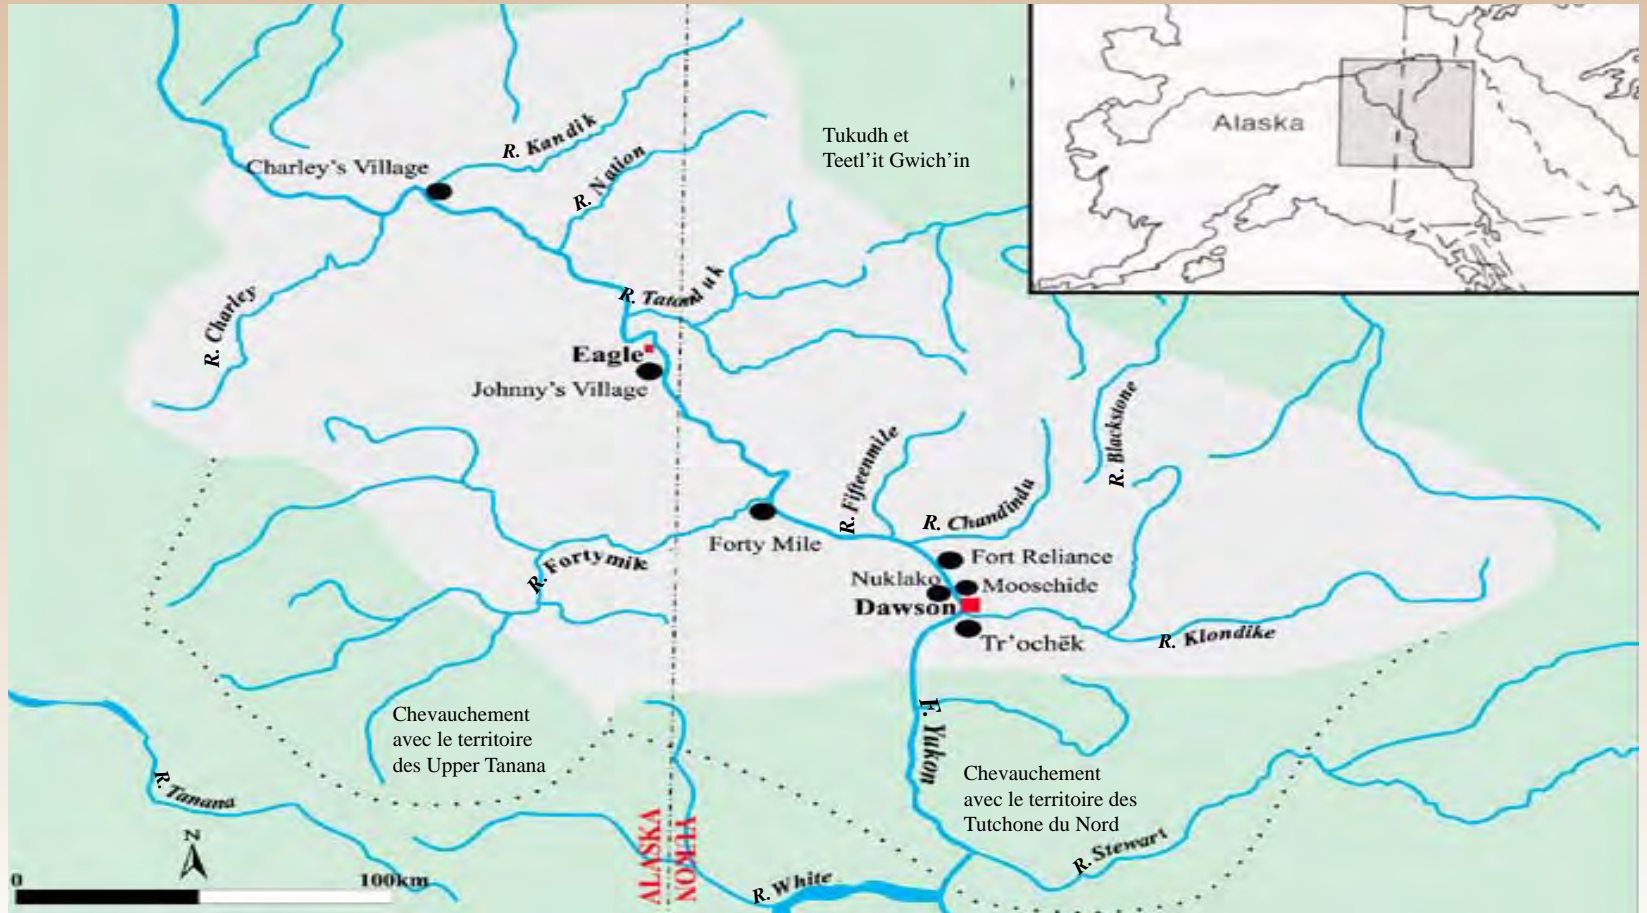 Alaska
Tukudh et
Teetl'it Gwich'in
R. Kandik
Charley's Village
R. Nation
R. Charley
R. Tatonduk
Eagle
Johnny's Village
R. Blackstone
R. Fifteenmile
R. Chandindu
Forty Mile
R. Fortymik
Fort Reliance
Nuklako
Moosehide
Dawson
Tr'ochëk
R. Klondike
F. Yukon
Chevauchement
avec le territoire
des Upper Tanana
Chevauchement
avec le territoire des
Tutchone du Nord
R. Tanana
R. Stewart
R. White
ALASKA
YUKON
N
0 100km